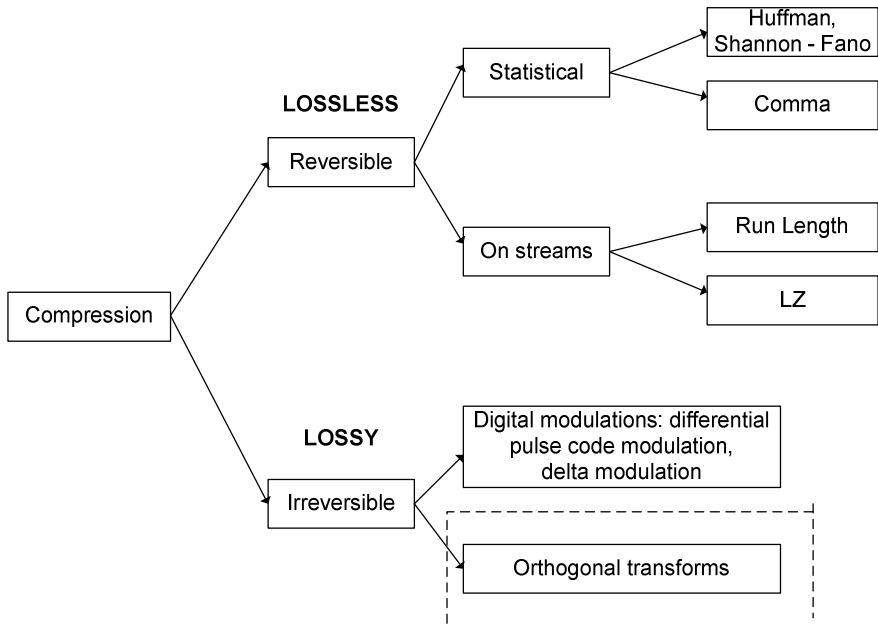 Huffman,
Shannon - Fano
Statistical
LOSSLESS
Comma
Reversible
Run Length
On streams
LZ
Compression
Digital modulations: differential
pulse code modulation,
delta modulation
LOSSY
Irreversible
Orthogonal transforms